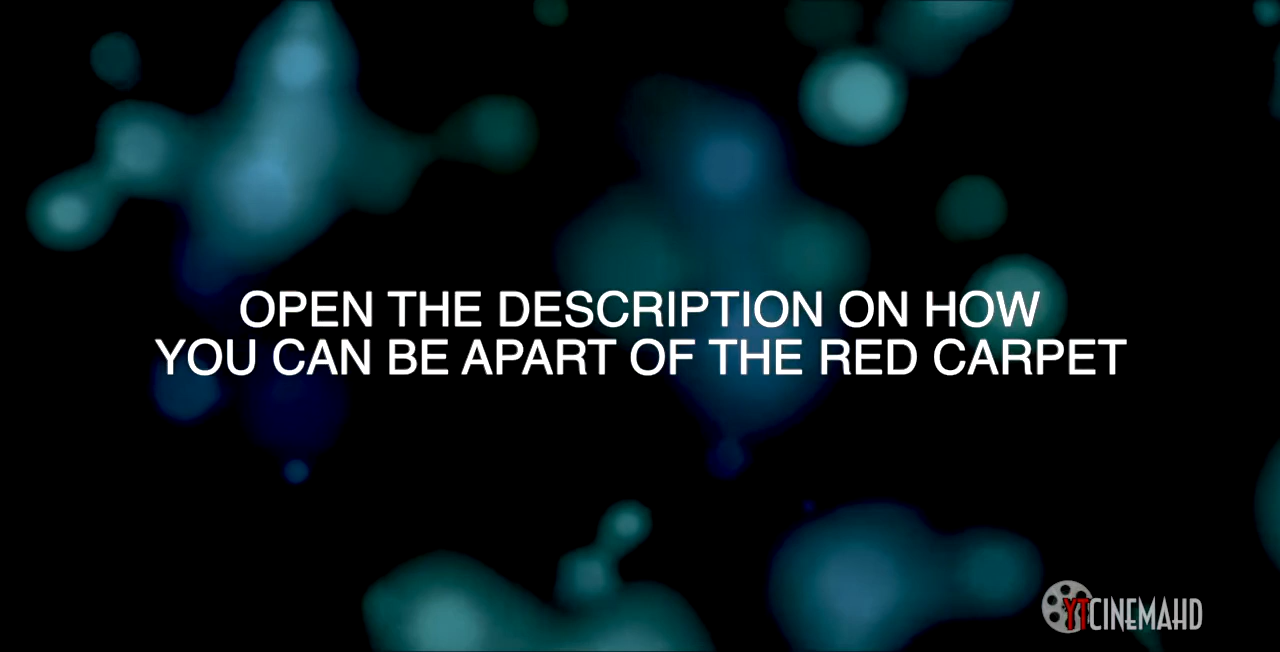 OPEN THE DESCRIPTION ON HOW
YOU CAN BE APART OF THE RED CARPET
YTCINEMAHD